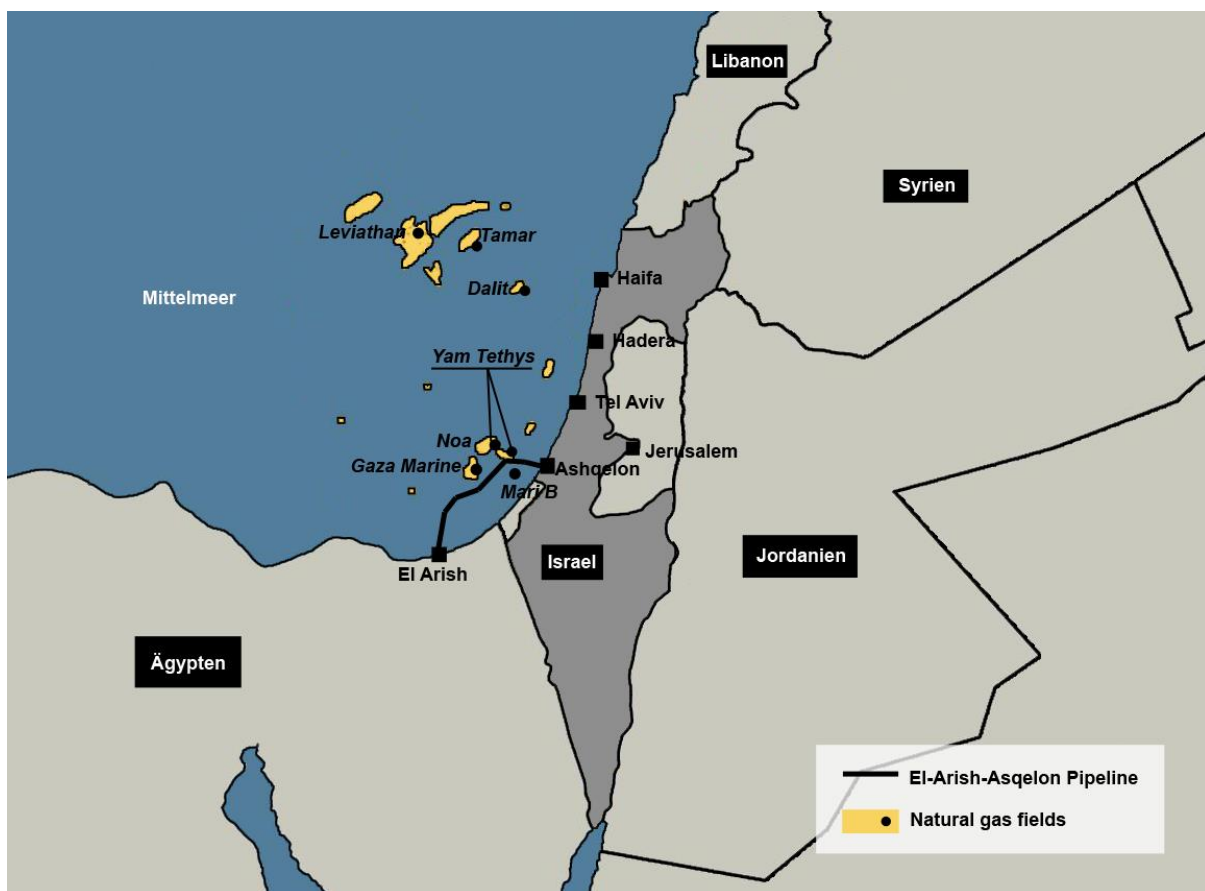 Libanon
Syrien
Leviathan
Tamar
Haifa
Dalit
Mittelmeer
Hadera
Yam Tethys
Tel Aviv
Noa
Jerusalem
Gaza Marine
Ashqelon
Mari B
El Arish
Israel
Jordanien
Ägypten
El-Arish-Asqelon Pipeline
Natural gas fields